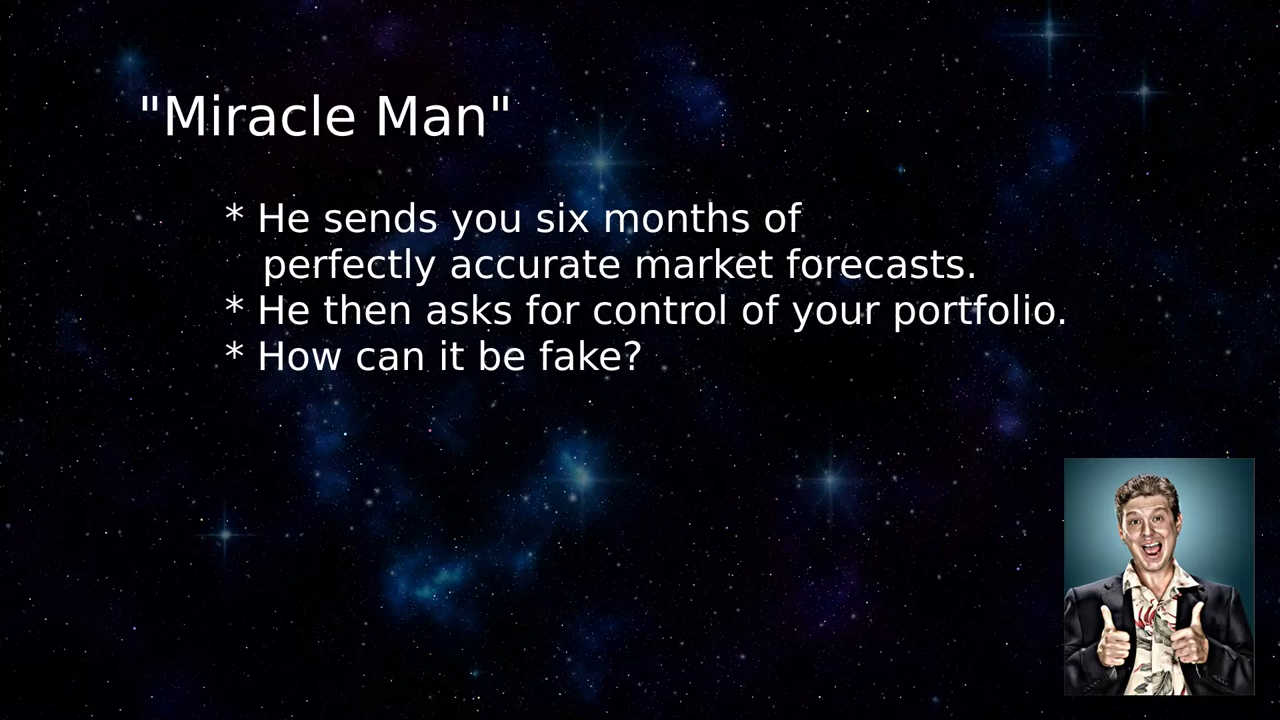 "Miracle Man"
* He sends you six months of
perfectly accurate market forecasts.
* He then asks for control of your portfolio.
* How can it be fake?